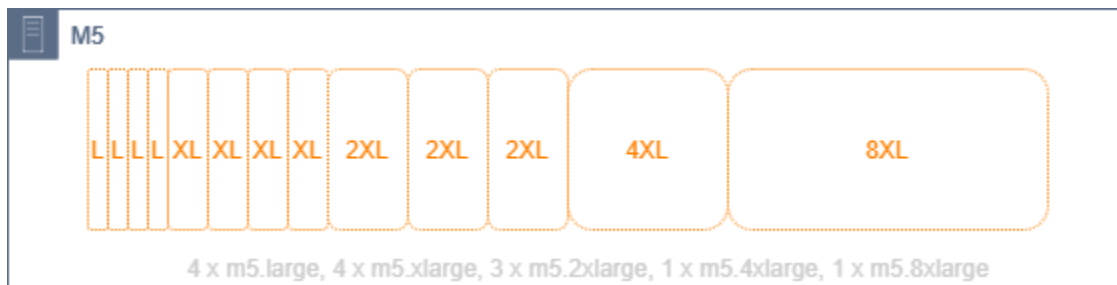 M5
L L L L XL XL XL XL 2XL 2XL 2XL 4XL 8XL
4 x m5.large, 4 x m5.xlarge, 3 x m5.2xlarge, 1 x m5.4xlarge, 1 x m5.8xlarge